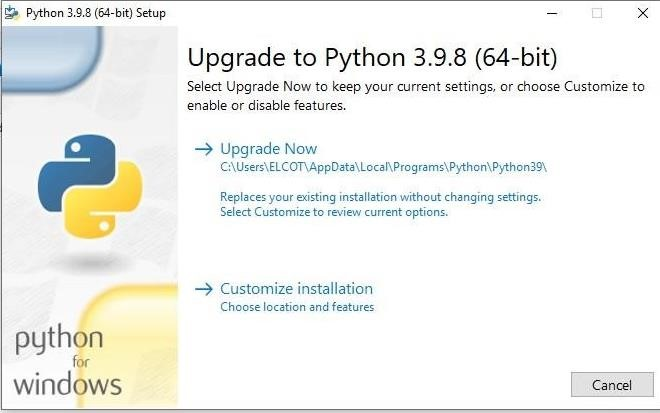 Python 3.9.8 (64-bit) Setup
Upgrade to Python 3.9.8 (64-bit)
Select Upgrade Now to keep your current settings, or choose Customize to
enable or disable features.
Upgrade Now
C:\Users\ELCOT\AppData\Local\Programs\Python\Python39\
Replaces your existing installation without changing settings.
Select Customize to review current options.
Customize installation
Choose location and features
python
for
windows
Cancel